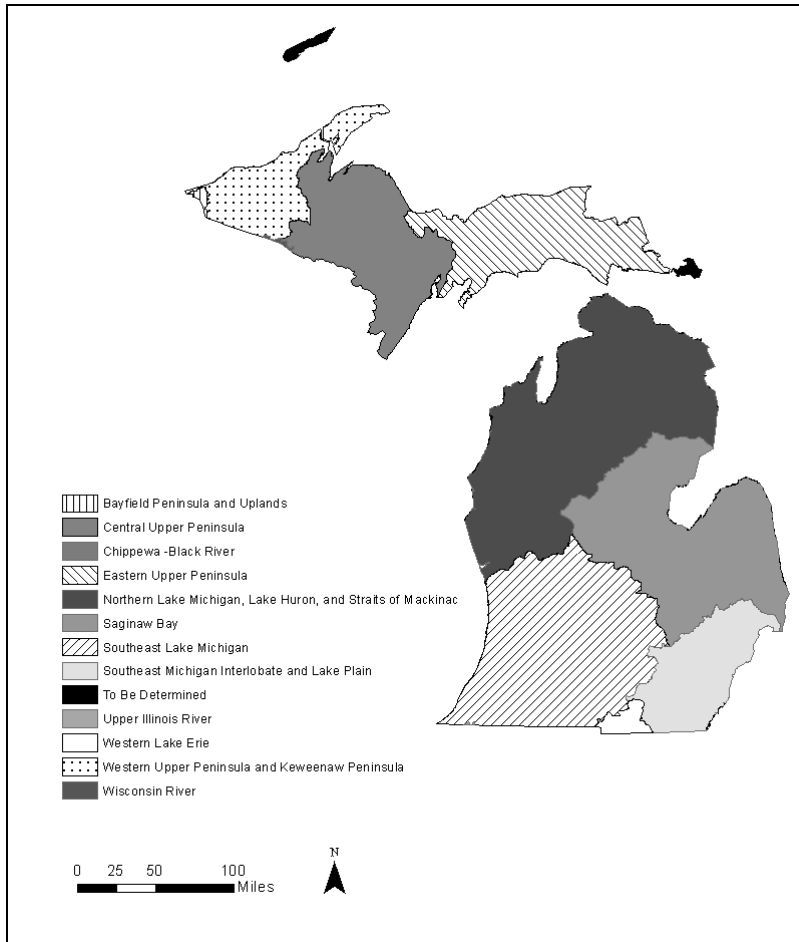 Bayfield Peninsula and Uplands
Central Upper Peninsula
Chippewa -Black River
Eastern Upper Peninsula
Northern Lake Michigan, Lake Huron, and Straits of Mackinac
Saginaw Bay
Southeast Lake Michigan
Southeast Michigan Interlobate and Lake Plain
To Be Determined
Upper Illinois River
Western Lake Erie
Western Upper Peninsula and Keweenaw Peninsula
Wisconsin River
N
0 25 50 100
Miles